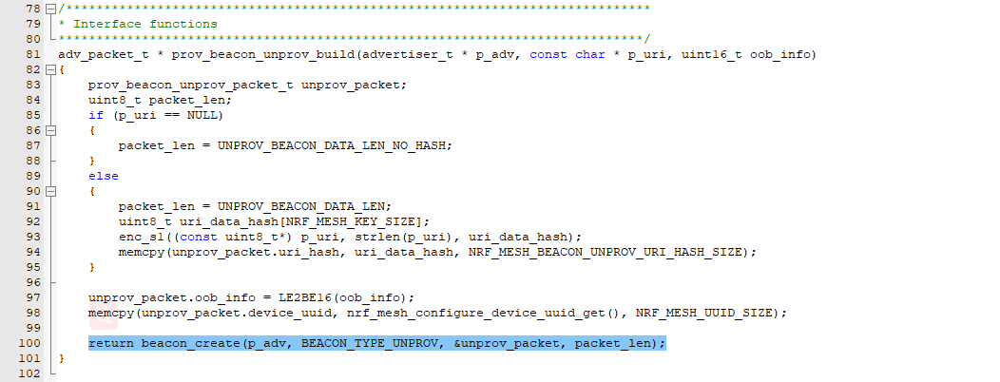 78 /*****************************************************************************
79 * Interface functions
80 *****************************************************************************/
81 adv_packet_t * prov_beacon_unprov_build(advertiser_t * p_adv, const char * p_uri, uint16_t oob_info)
82 {
83     prov_beacon_unprov_packet_t unprov_packet;
84     uint8_t packet_len;
85     if (p_uri == NULL)
86     {
87         packet_len = UNPROV_BEACON_DATA_LEN_NO_HASH;
88     }
89     else
90     {
91         packet_len = UNPROV_BEACON_DATA_LEN;
92         uint8_t uri_data_hash[NRF_MESH_KEY_SIZE];
93         enc_s1((const uint8_t*) p_uri, strlen(p_uri), uri_data_hash);
94         memcpy(unprov_packet.uri_hash, uri_data_hash, NRF_MESH_BEACON_UNPROV_URI_HASH_SIZE);
95     }
96
97     unprov_packet.oob_info = LE2BE16(oob_info);
98     memcpy(unprov_packet.device_uuid, nrf_mesh_configure_device_uuid_get(), NRF_MESH_UUID_SIZE);
99
100     return beacon_create(p_adv, BEACON_TYPE_UNPROV, &unprov_packet, packet_len);
101 }
102